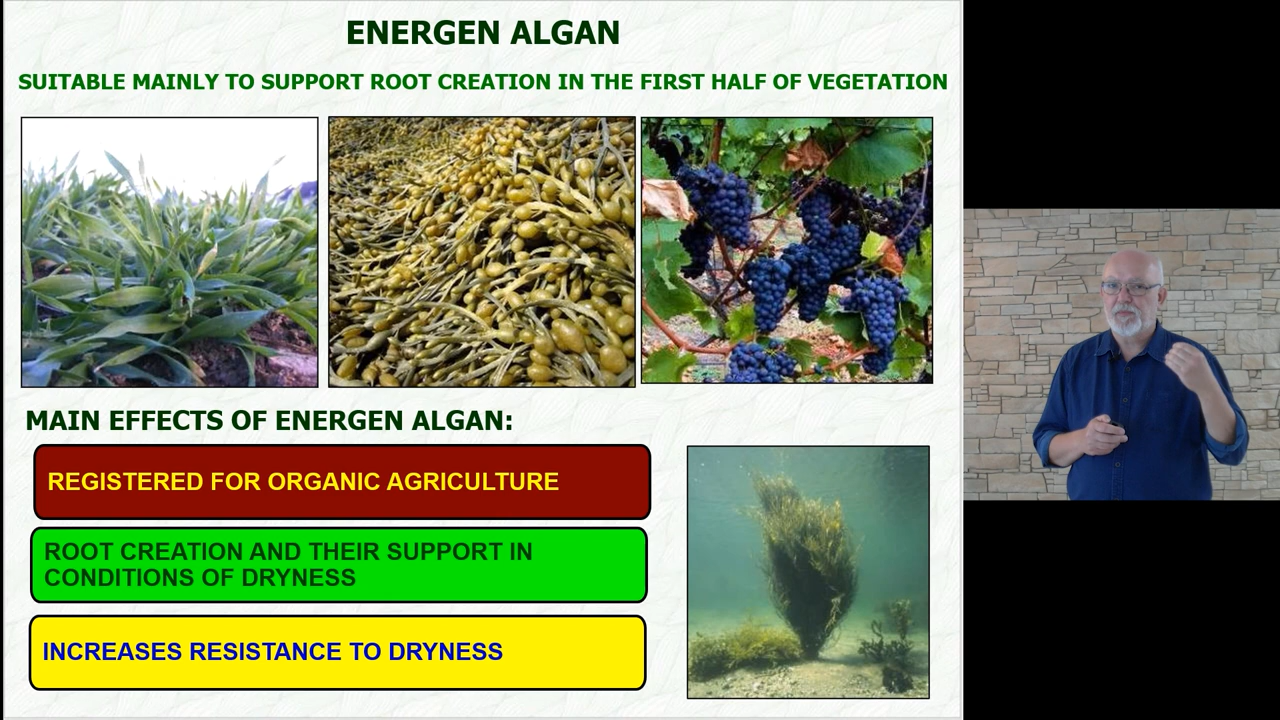 ENERGEN ALGAN
SUITABLE MAINLY TO SUPPORT ROOT CREATION IN THE FIRST HALF OF VEGETATION
MAIN EFFECTS OF ENERGEN ALGAN:
REGISTERED FOR ORGANIC AGRICULTURE
ROOT CREATION AND THEIR SUPPORT IN
CONDITIONS OF DRYNESS
INCREASES RESISTANCE TO DRYNESS